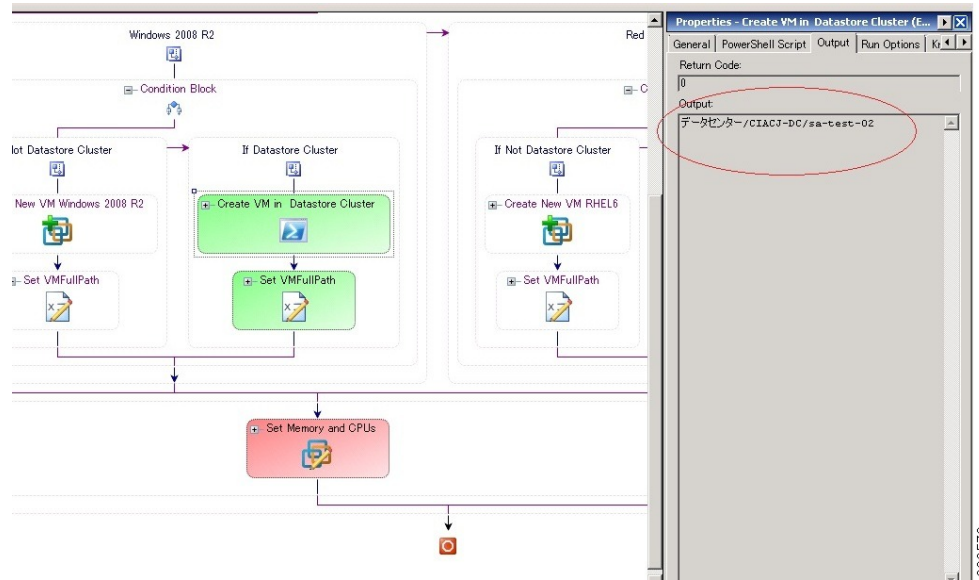 Windows 2008 R2
Red
Condition Block
C
lot Datastore Cluster
If Datastore Cluster
If Not Datastore Cluster
New VM Windows 2008 R2
Create VM in Datastore Cluster
Create New VM RHEL6
Set VMFullPath
Set VMFullPath
Set VMFullPath
Set Memory and CPUs
Properties - Create VM in Datastore Cluster (E...
General
PowerShell Script
Output
Run Options
Return Code:
0
Output:
データセンター/CIACJ-DC/sa-test-02